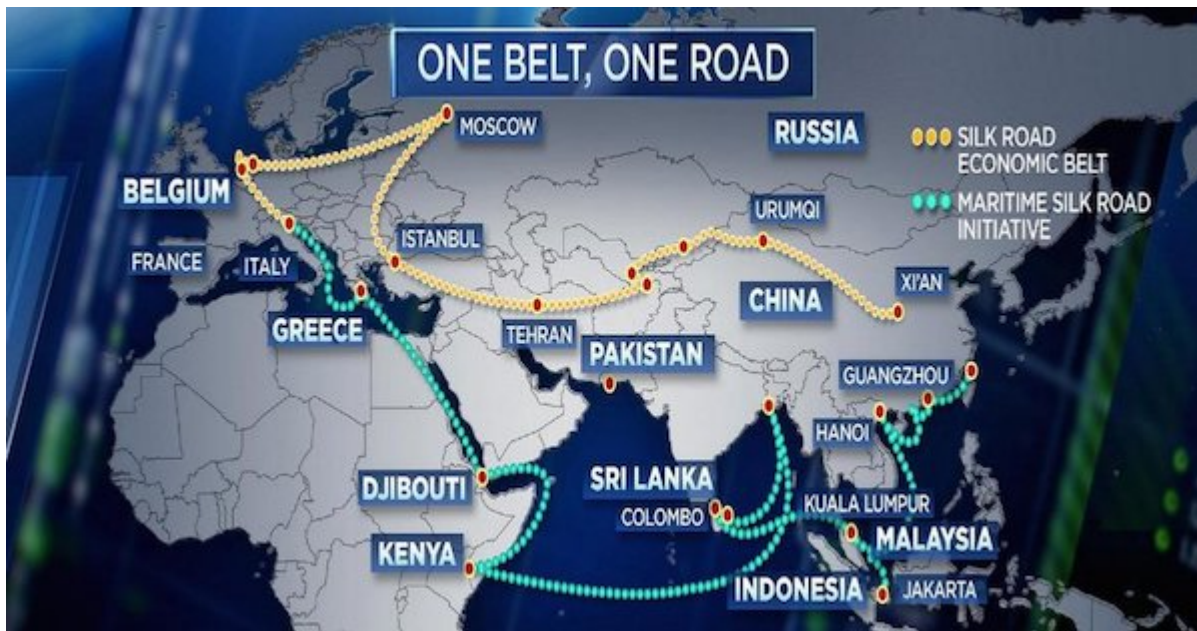 ONE BELT, ONE ROAD
MOSCOW
RUSSIA
SILK ROAD
ECONOMIC BELT
BELGIUM
MARITIME SILK ROAD
INITIATIVE
URUMQI
ISTANBUL
FRANCE
ITALY
XI'AN
CHINA
GREECE
TEHRAN
PAKISTAN
GUANGZHOU
HANOI
SRI LANKA
DJIBOUTI
COLOMBO
KUALA LUMPUR
MALAYSIA
KENYA
INDONESIA
JAKARTA